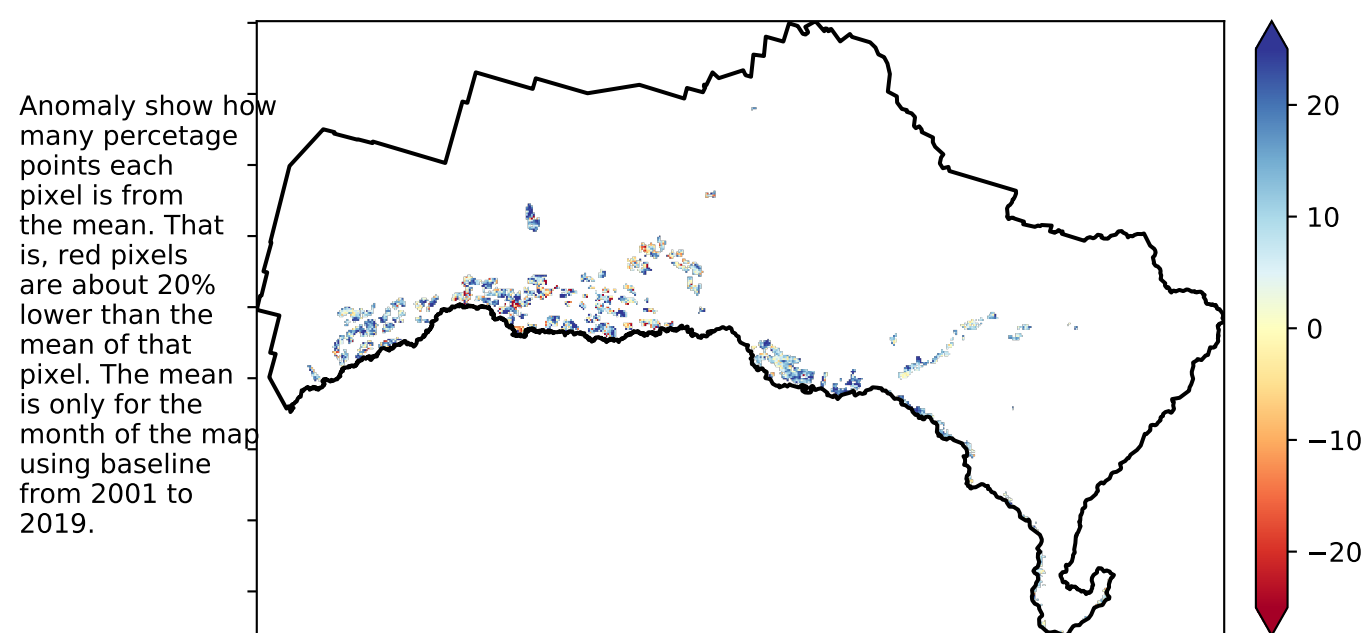 Anomaly show how
many percetage
points each
pixel is from
the mean. That
is, red pixels
are about 20%
lower than the
mean of that
pixel. The mean
is only for the
month of the map
using baseline
from 2001 to
2019.
20
10
0
−10
−20